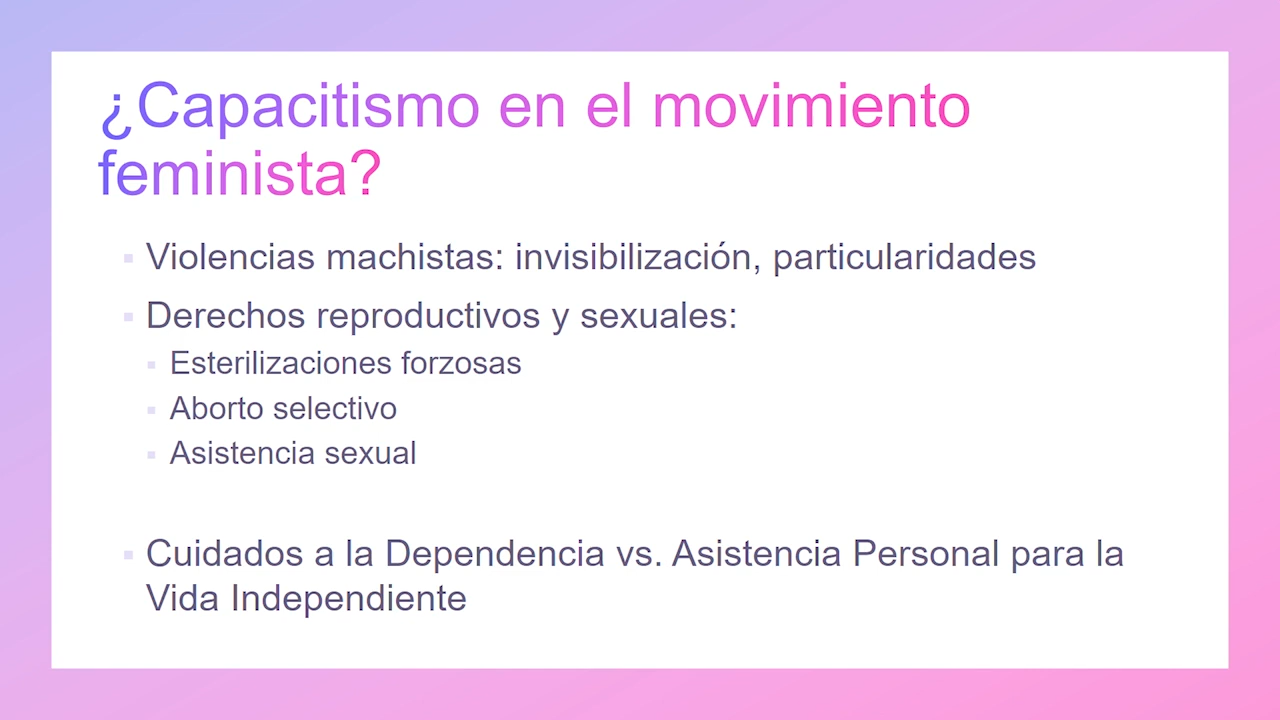 ¿Capacitismo en el movimiento
feminista?
Violencias machistas: invisibilización, particularidades
Derechos reproductivos y sexuales:
Esterilizaciones forzosas
Aborto selectivo
Asistencia sexual
Cuidados a la Dependencia vs. Asistencia Personal para la
Vida Independiente